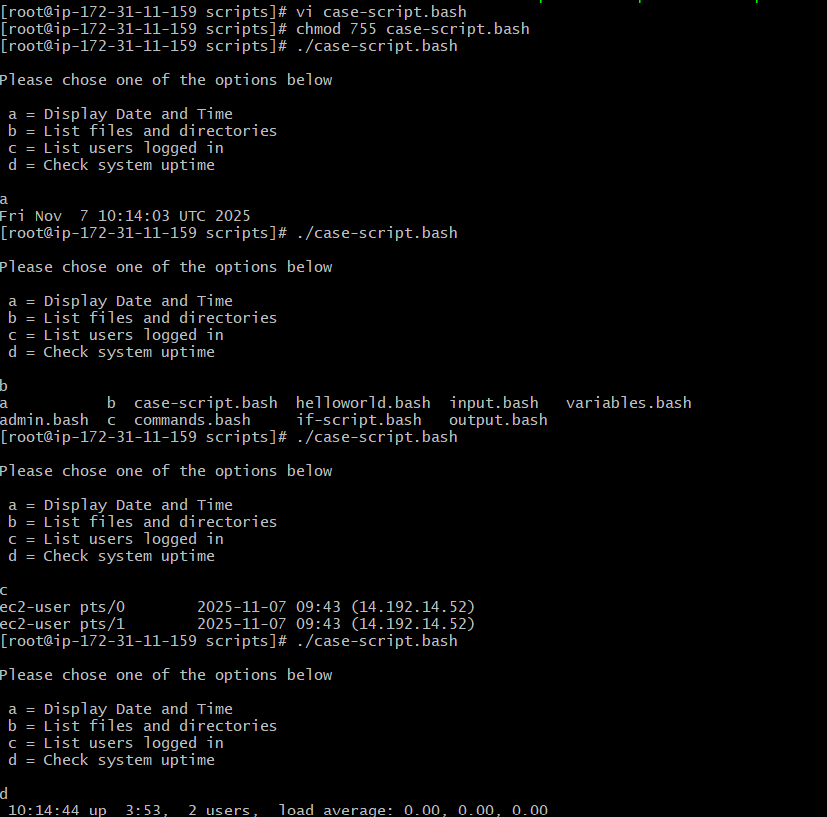 [root@ip-172-31-11-159 scripts]# vi case-script.bash
[root@ip-172-31-11-159 scripts]# chmod 755 case-script.bash
[root@ip-172-31-11-159 scripts]# ./case-script.bash
Please chose one of the options below
a = Display Date and Time
b = List files and directories
c = List users logged in
d = Check system uptime
a
Fri Nov  7 10:14:03 UTC 2025
[root@ip-172-31-11-159 scripts]# ./case-script.bash
Please chose one of the options below
a = Display Date and Time
b = List files and directories
c = List users logged in
d = Check system uptime
b
a           b  case-script.bash  helloworld.bash  input.bash   variables.bash
admin.bash  c  commands.bash     if-script.bash   output.bash
[root@ip-172-31-11-159 scripts]# ./case-script.bash
Please chose one of the options below
a = Display Date and Time
b = List files and directories
c = List users logged in
d = Check system uptime
c
ec2-user pts/0        2025-11-07 09:43 (14.192.14.52)
ec2-user pts/1        2025-11-07 09:43 (14.192.14.52)
[root@ip-172-31-11-159 scripts]# ./case-script.bash
Please chose one of the options below
a = Display Date and Time
b = List files and directories
c = List users logged in
d = Check system uptime
d
10:14:44 up  3:53,  2 users,  load average: 0.00, 0.00, 0.00